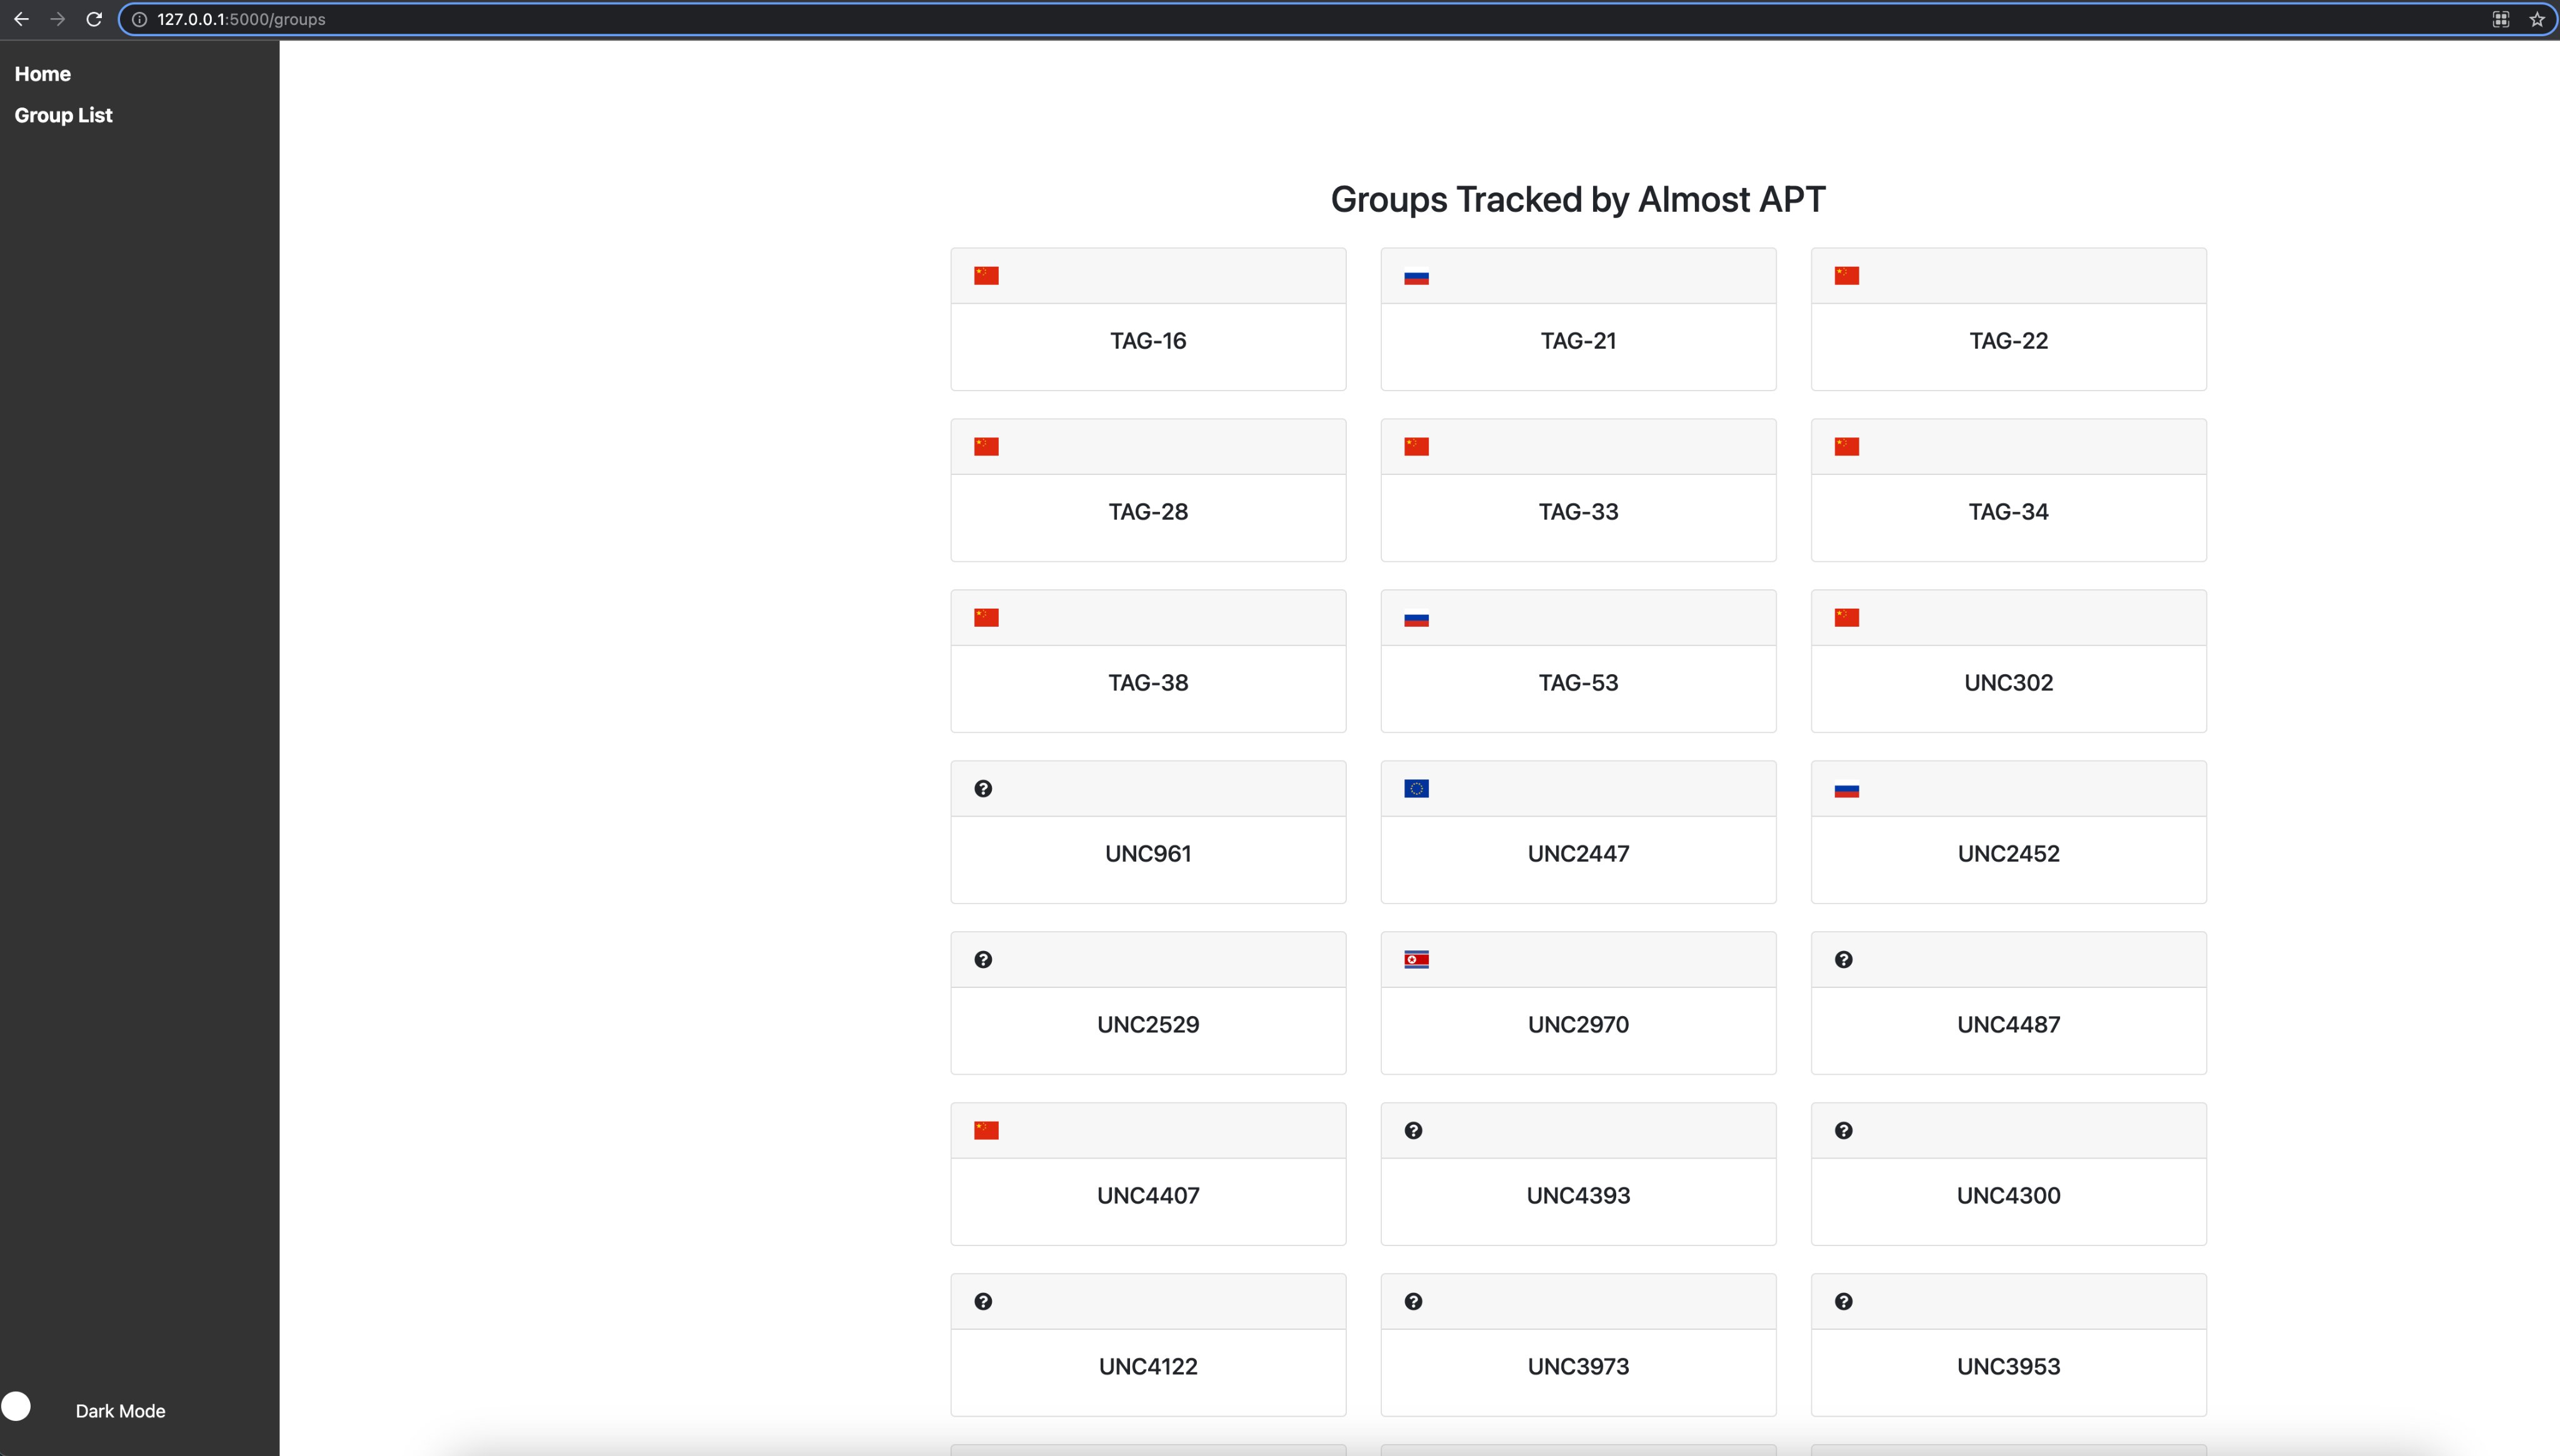 127.0.0.1:5000/groups
Home
Group List
Groups Tracked by Almost APT
TAG-16
TAG-21
TAG-22
TAG-28
TAG-33
TAG-34
TAG-38
TAG-53
UNC302
UNC961
UNC2447
UNC2452
UNC2529
UNC2970
UNC4487
UNC4407
UNC4393
UNC4300
UNC4122
UNC3973
UNC3953
Dark Mode